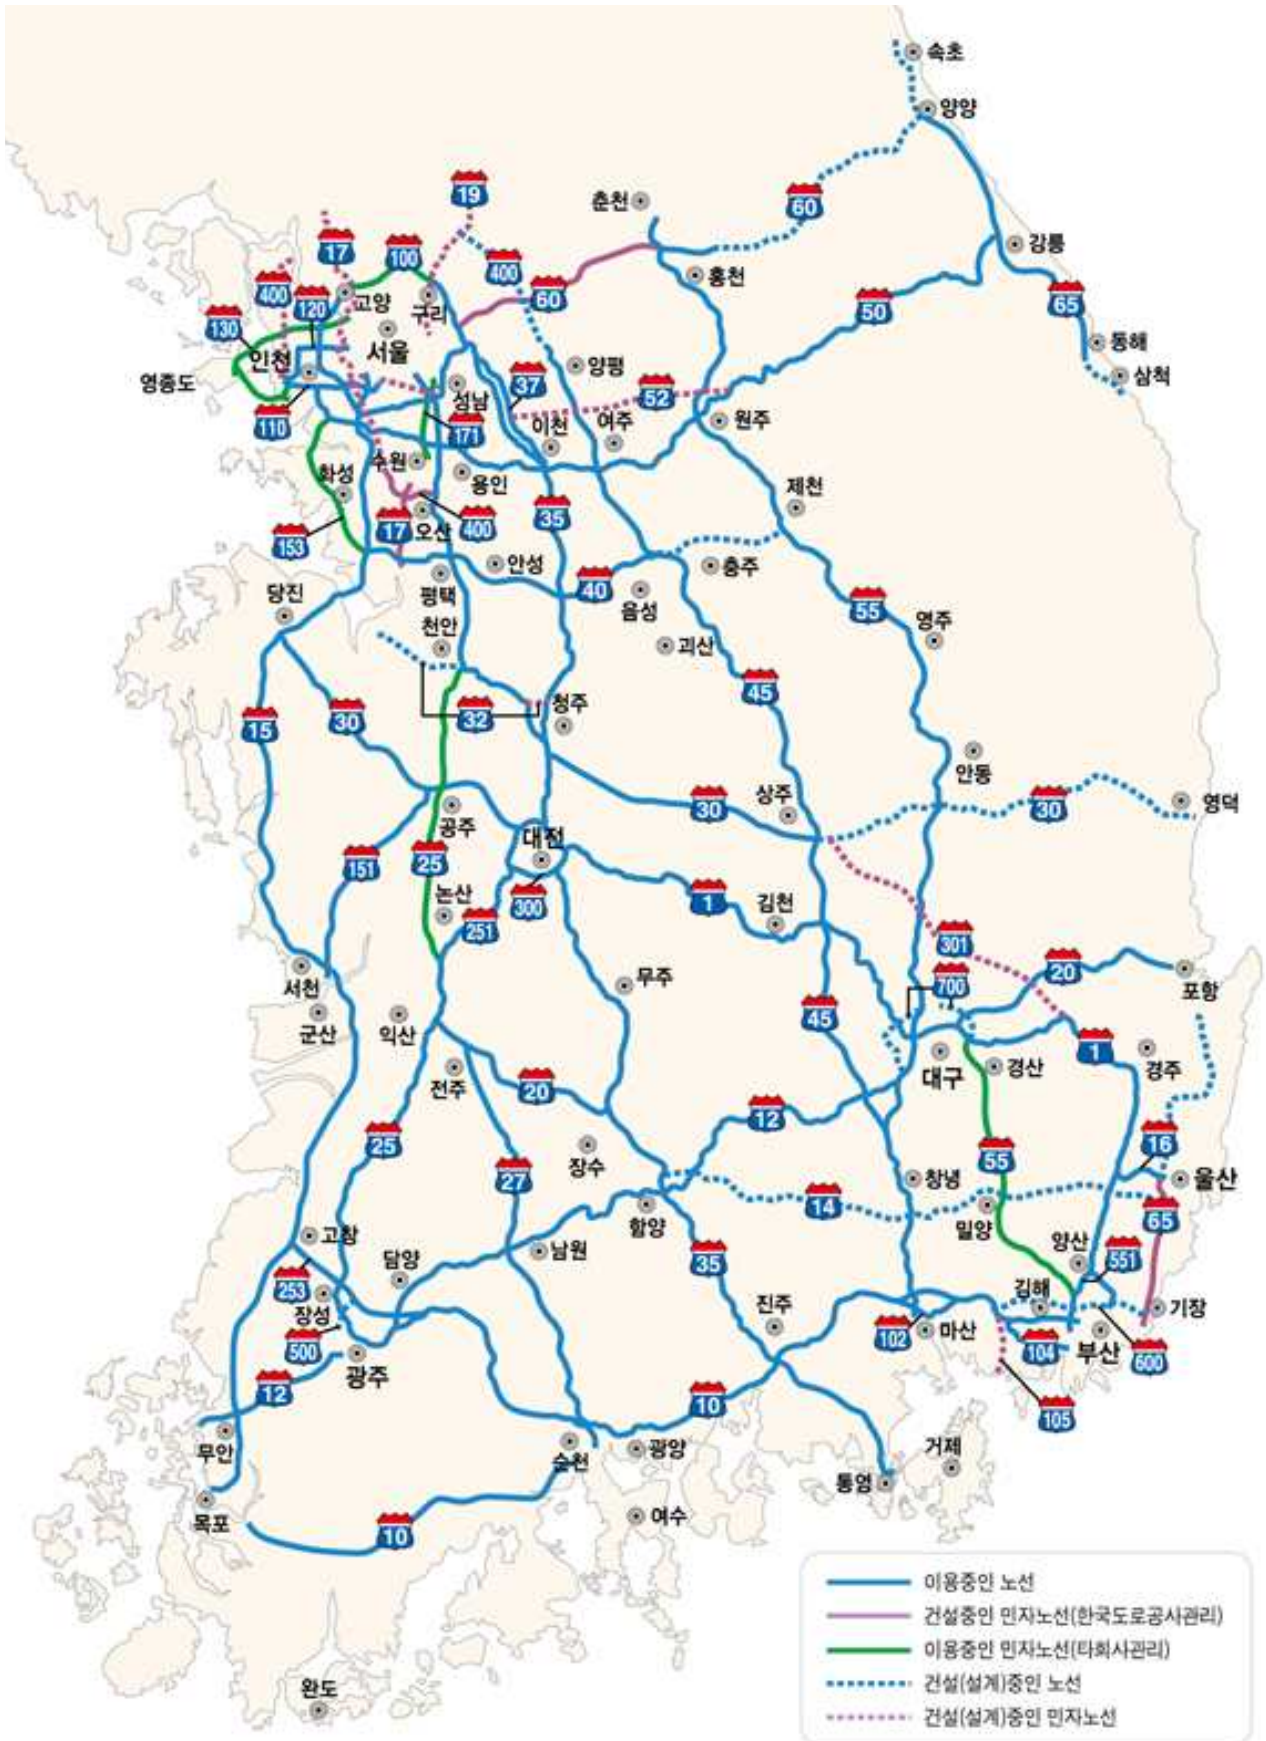 속초
양양
19
춘천
60
17
100
강릉
400
홍천
400
120
고양
60
65
구리
50
130
서울
동해
인천
영종도
양평
삼척
37
52
성남
110
171
이천
여주
원주
수원
화성
용인
제천
35
17
오산
400
153
안성
충주
평택
40
당진
음성
55
천안
영주
괴산
45
청주
15
30
32
안동
상주
30
30
영덕
공주
대전
151
25
논산
300
1
김천
251
301
서천
무주
700
20
포항
군산
익산
45
대구
경산
1
경주
전주
20
12
25
16
장수
55
27
창녕
울산
14
함양
밀양
65
고창
담양
남원
35
양산
551
253
장성
진주
김해
기장
500
102
마산
104
부산
600
광주
12
10
105
무안
순천
광양
거제
통영
목포
10
여수
이용중인 노선
건설중인 민자노선(한국도로공사관리)
이용중인 민자노선(타회사관리)
건설(설계)중인 노선
건설(설계)중인 민자노선
완도